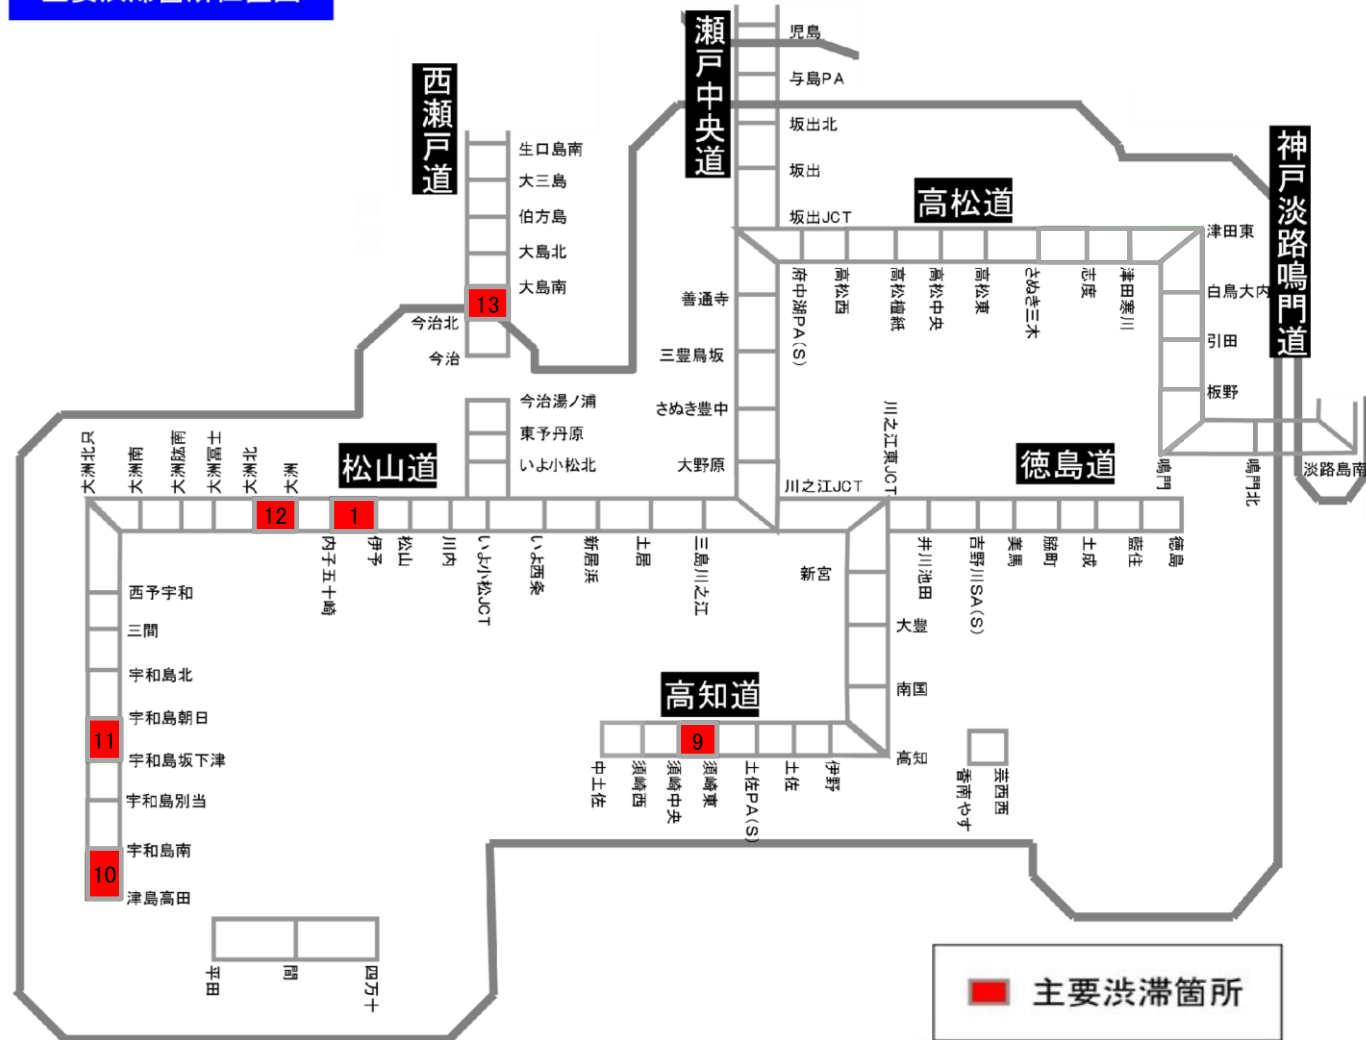 主要渋滞箇所位置図
瀬戸中央道
児島
与島PA
坂出北
坂出
坂出JCT
西瀬戸道
生口島南
大三島
伯方島
大島北
大島南
13
今治北
今治
今治湯ノ浦
東予丹原
いよ小松北
高松道
府中湖PA(S)
高松西
高松檀紙
高松中央
高松東
さぬき三木
志度
津田寒川
津田東
白鳥大内
引田
板野
神戸淡路鳴門道
鳴門
鳴門北
淡路島南
善通寺
三豊鳥坂
さぬき豊中
大野原
川之江JCT
川之江東JCT
松山道
大洲北只
大洲南
大洲肱南
大洲冨士
大洲北
大洲
12
1
内子五十崎
伊予
松山
川内
いよ小松JCT
いよ西条
新居浜
土居
三島川之江
徳島道
井川池田
吉野川SA(S)
美馬
脇町
土成
藍住
徳島
新宮
大豊
南国
高知
西予宇和
三間
宇和島北
宇和島朝日
11
宇和島坂下津
宇和島別当
宇和島南
10
津島高田
高知道
9
中土佐
須崎西
須崎中央
須崎東
土佐PA(S)
土佐
伊野
香南やす
芸西西
平田
間
四万十
主要渋滞箇所